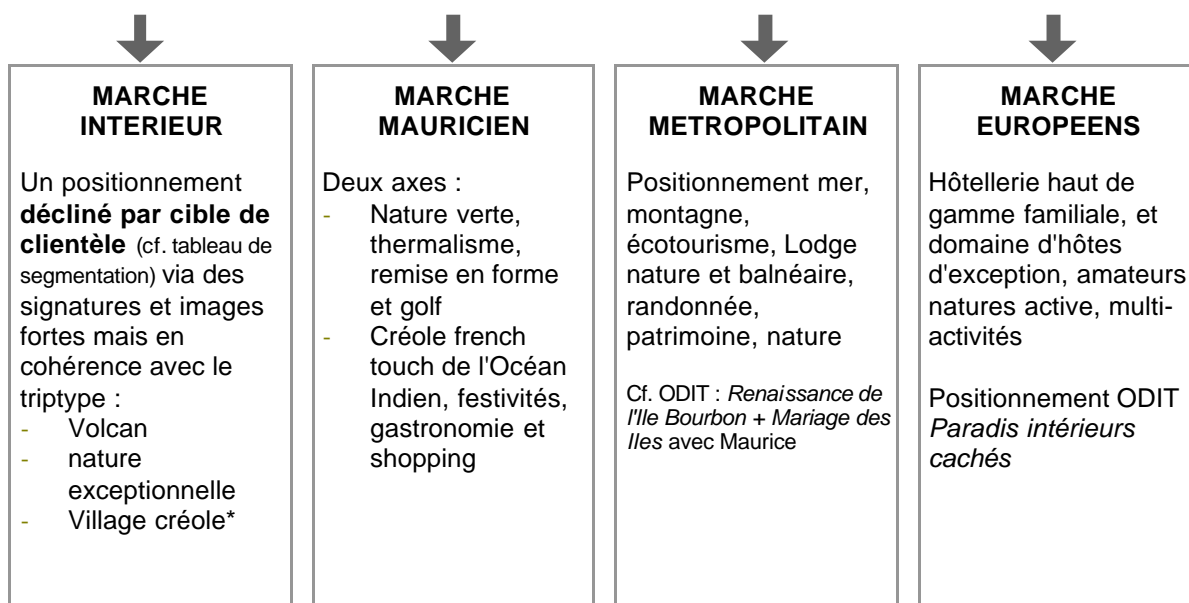 MARCHE
INTERIEUR
Un positionnement
décliné par cible de
clientèle (cf. tableau de
segmentation) via des
signatures et images
fortes mais en
cohérence avec le
triptype :
- Volcan
- nature
exceptionnelle
- Village créole*
MARCHE
MAURICIEN
Deux axes :
- Nature verte,
thermalisme,
remise en forme
et golf
- Créole french
touch de l'Océan
Indien, festivités,
gastronomie et
shopping
MARCHE
METROPOLITAIN
Positionnement mer,
montagne,
écotourisme, Lodge
nature et balnéaire,
randonnée,
patrimoine, nature
Cf. ODIT : Renaissance de
l'Ile Bourbon + Mariage des
Iles avec Maurice
MARCHE
EUROPEENS
Hôtellerie haut de
gamme familiale, et
domaine d'hôtes
d'exception, amateurs
natures active, multi-
activités
Positionnement ODIT
Paradis intérieurs
cachés